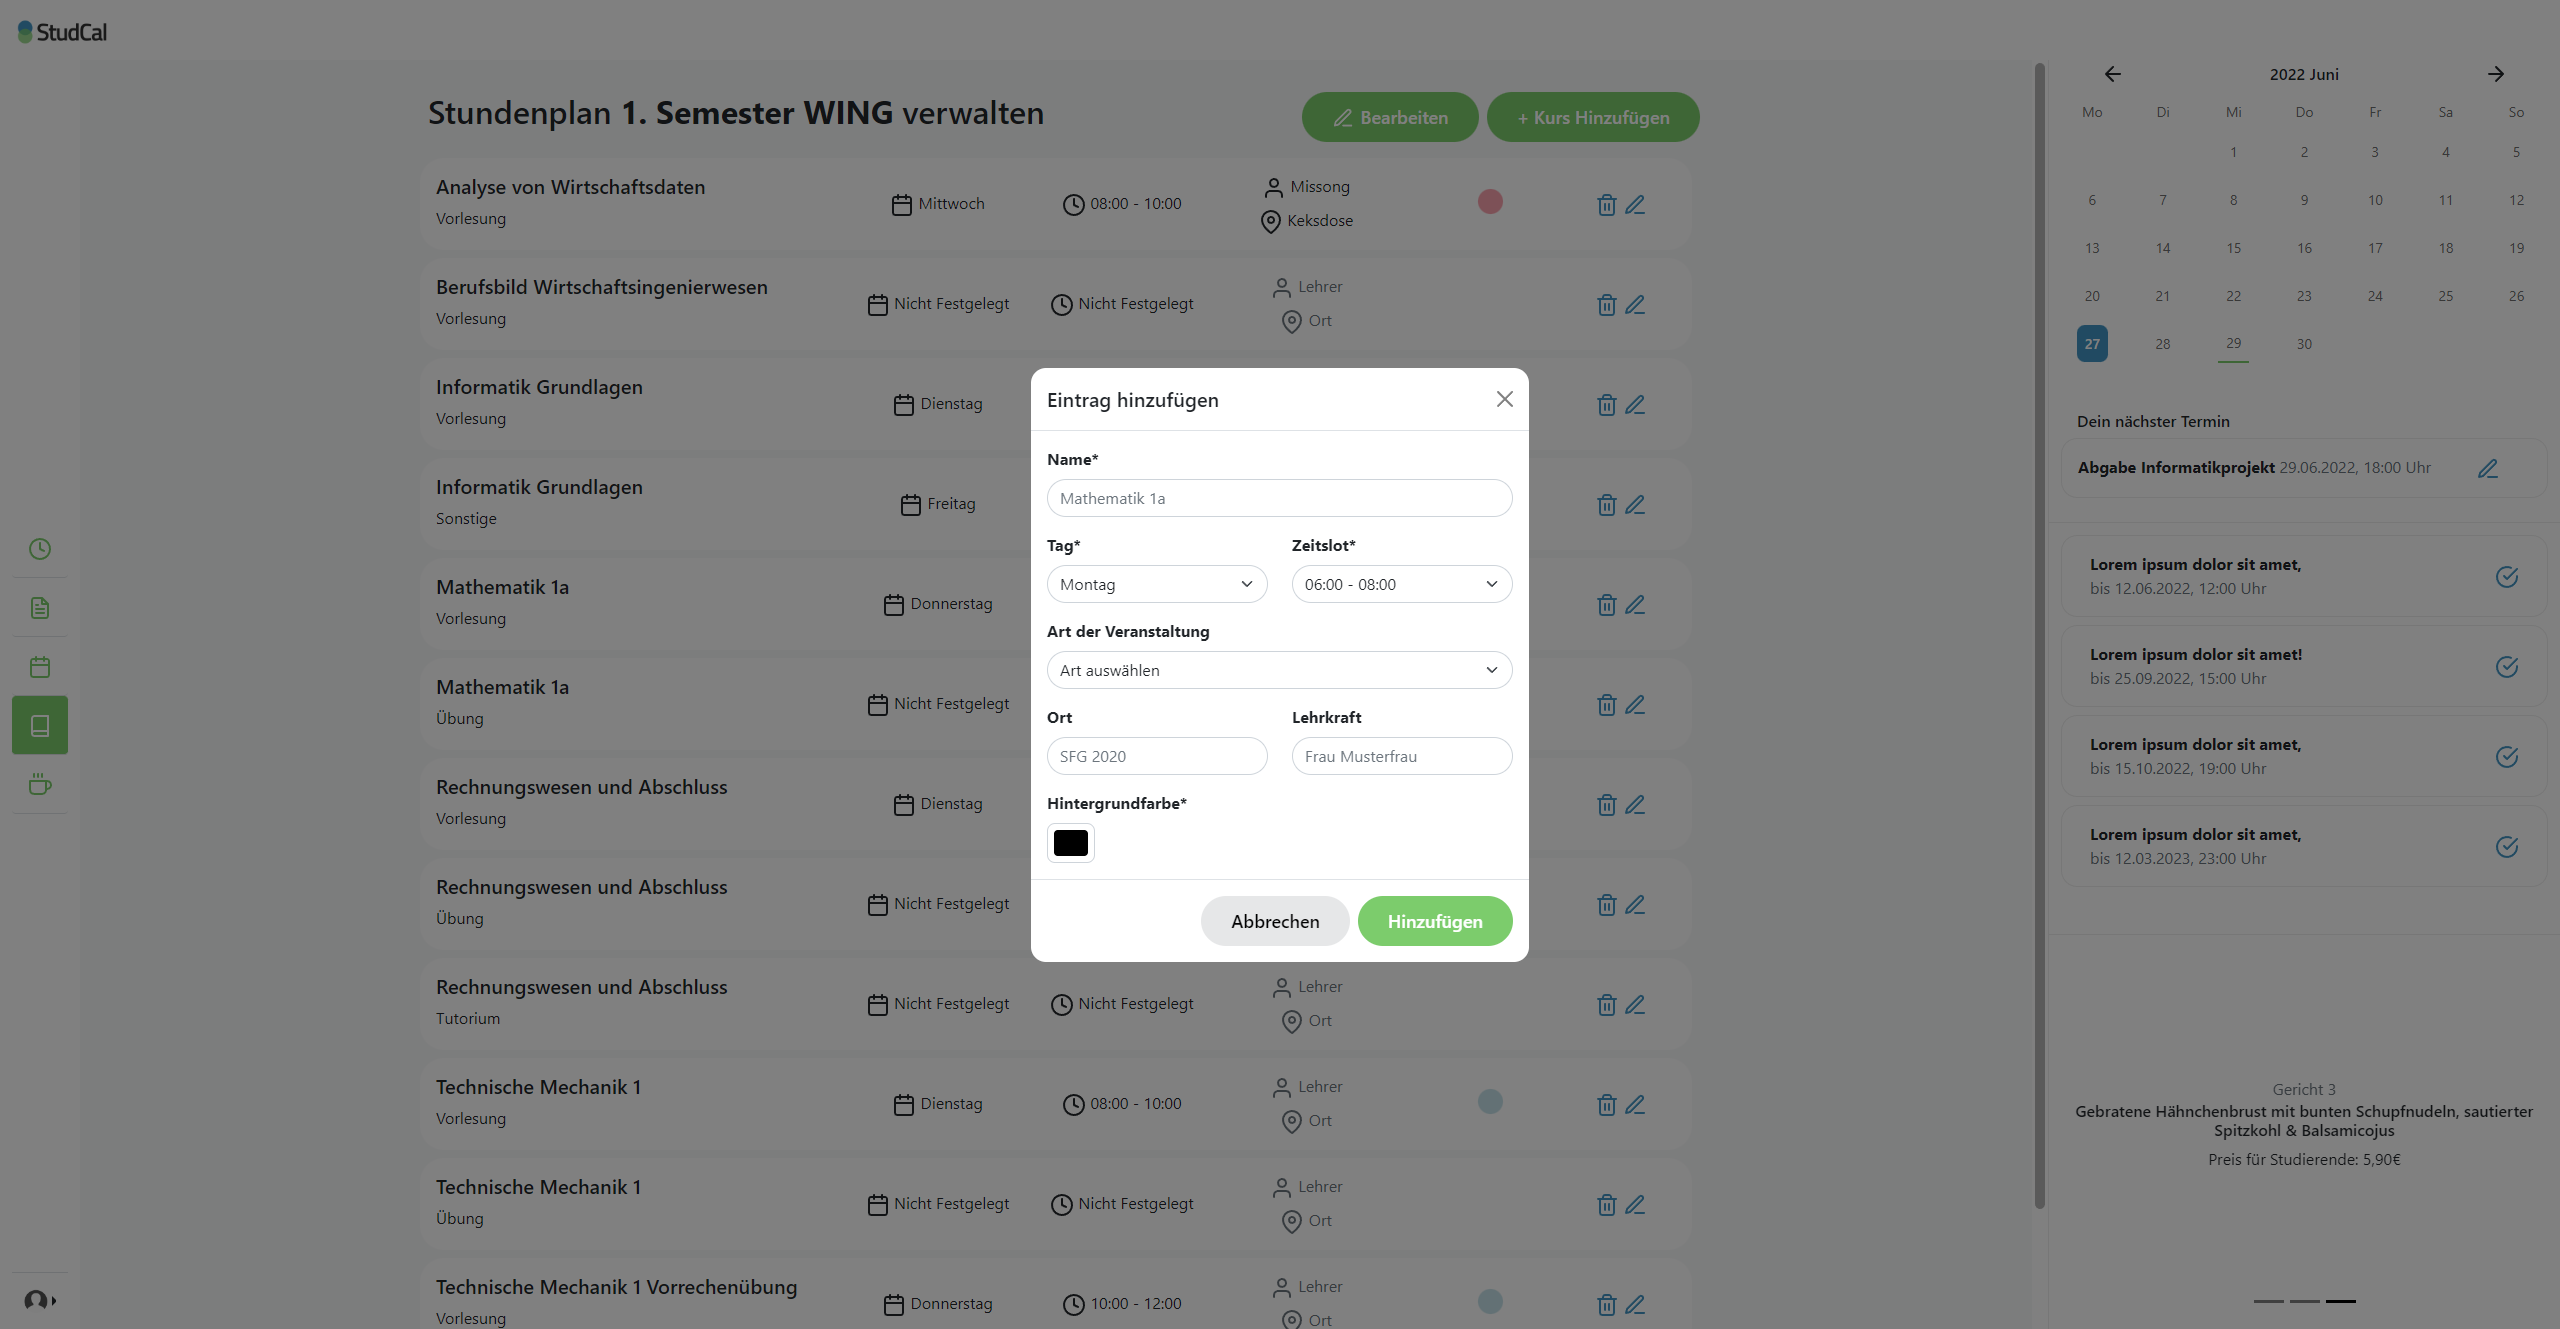 StudCal
Stundenplan 1. Semester WING verwalten
Bearbeiten
+ Kurs Hinzufügen
Analyse von Wirtschaftsdaten
Vorlesung
Mittwoch
08:00 - 10:00
Missong
Keksdose
Berufsbild Wirtschaftsingenierwesen
Vorlesung
Nicht Festgelegt
Nicht Festgelegt
Lehrer
Ort
Informatik Grundlagen
Vorlesung
Dienstag
Informatik Grundlagen
Sonstige
Freitag
Mathematik 1a
Vorlesung
Donnerstag
Mathematik 1a
Übung
Nicht Festgelegt
Rechnungswesen und Abschluss
Vorlesung
Dienstag
Rechnungswesen und Abschluss
Übung
Nicht Festgelegt
Rechnungswesen und Abschluss
Tutorium
Nicht Festgelegt
Nicht Festgelegt
Lehrer
Ort
Technische Mechanik 1
Vorlesung
Dienstag
08:00 - 10:00
Lehrer
Ort
Technische Mechanik 1
Übung
Nicht Festgelegt
Nicht Festgelegt
Lehrer
Ort
Technische Mechanik 1 Vorrechenübung
Vorlesung
Donnerstag
10:00 - 12:00
Lehrer
Ort
Eintrag hinzufügen
Name*
Mathematik 1a
Tag*
Zeitslot*
Montag
06:00 - 08:00
Art der Veranstaltung
Art auswählen
Ort
Lehrkraft
SFG 2020
Frau Musterfrau
Hintergrundfarbe*
Abbrechen
Hinzufügen
2022 Juni
Mo Di Mi Do Fr Sa So
1 2 3 4 5
6 7 8 9 10 11 12
13 14 15 16 17 18 19
20 21 22 23 24 25 26
27 28 29 30
Dein nächster Termin
Abgabe Informatikprojekt 29.06.2022, 18:00 Uhr
Lorem ipsum dolor sit amet,
bis 12.06.2022, 12:00 Uhr
Lorem ipsum dolor sit amet!
bis 25.09.2022, 15:00 Uhr
Lorem ipsum dolor sit amet,
bis 15.10.2022, 19:00 Uhr
Lorem ipsum dolor sit amet,
bis 12.03.2023, 23:00 Uhr
Gericht 3
Gebratene Hähnchenbrust mit bunten Schupfnudeln, sautierter
Spitzkohl & Balsamicojus
Preis für Studierende: 5,90€